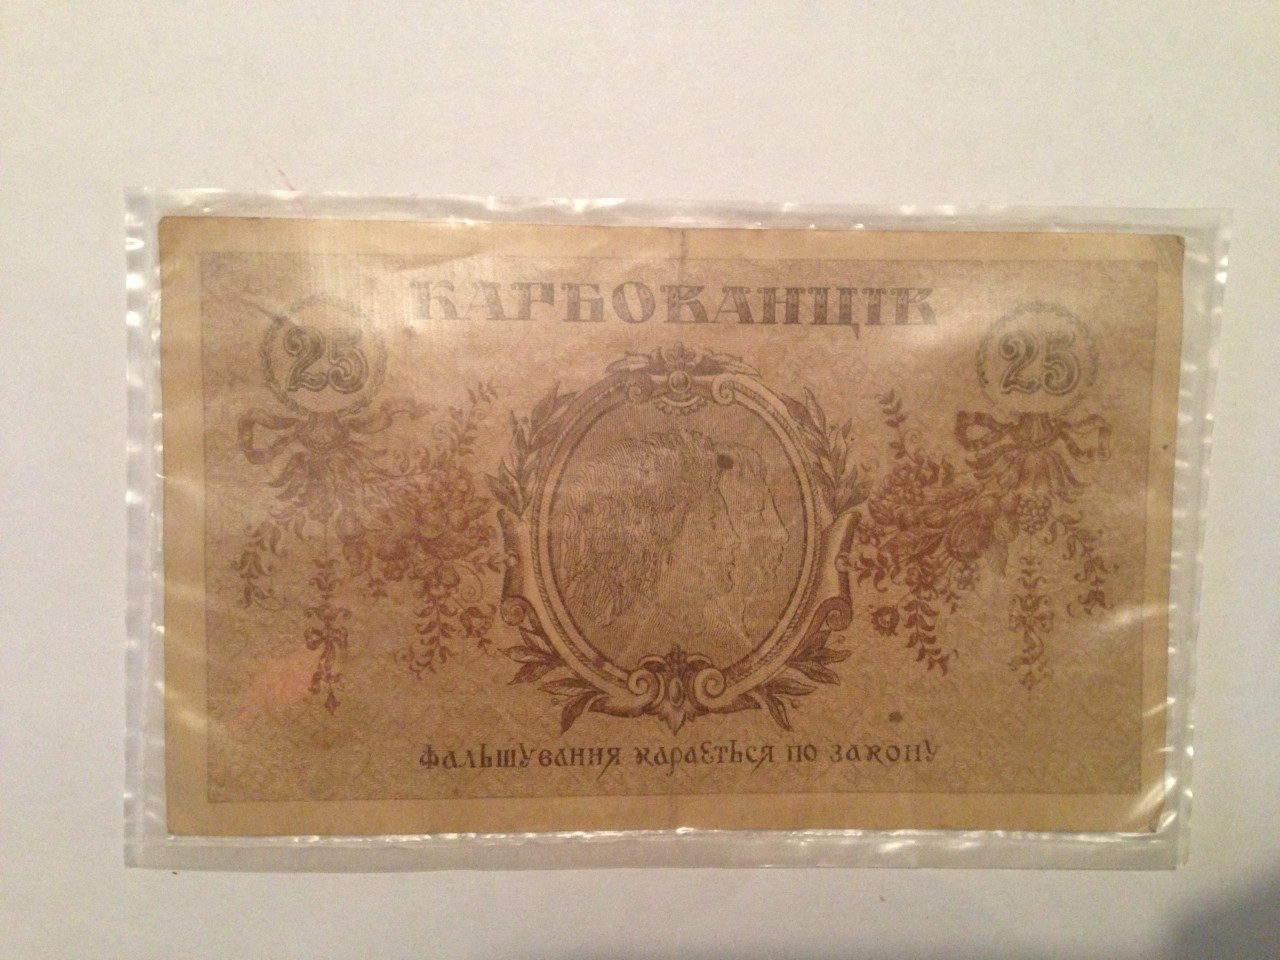 КАРБОВАНЦІВ
25 25
ФАЛЬШУВАННЯ КАРАЄТЬСЯ ПО ЗАКОНУ